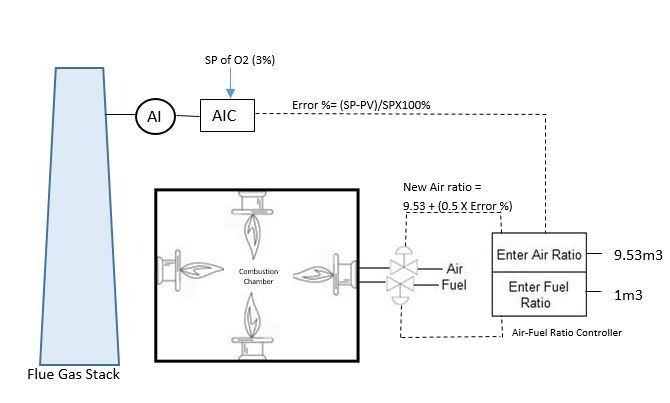 SP of O2 (3%)
AI
AIC
Error %= (SP-PV)/SPX100%
New Air ratio =
9.53 + (0.5 X Error %)
Combustion
Chamber
Air
Fuel
Enter Air Ratio
9.53m3
Enter Fuel
Ratio
1m3
Air-Fuel Ratio Controller
Flue Gas Stack